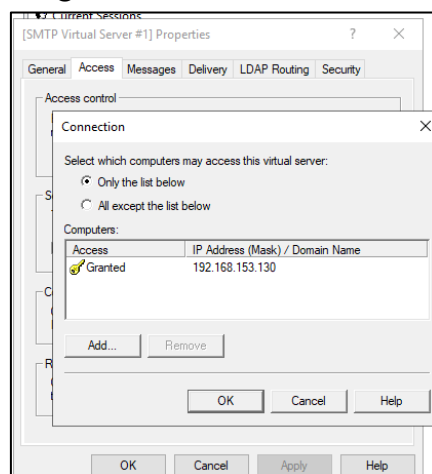 Current Sessions
[SMTP Virtual Server #1] Properties ? ×
General Access Messages Delivery LDAP Routing Security
Access control
Connection ×
Select which computers may access this virtual server:
Only the list below
All except the list below
Computers:
Access IP Address (Mask) / Domain Name
Granted 192.168.153.130
Add... Remove
OK Cancel Help
OK Cancel Apply Help